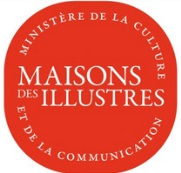 MINISTÈRE DE LA CULTURE
MAISONS
DES ILLUSTRES
ET DE LA COMMUNICATION